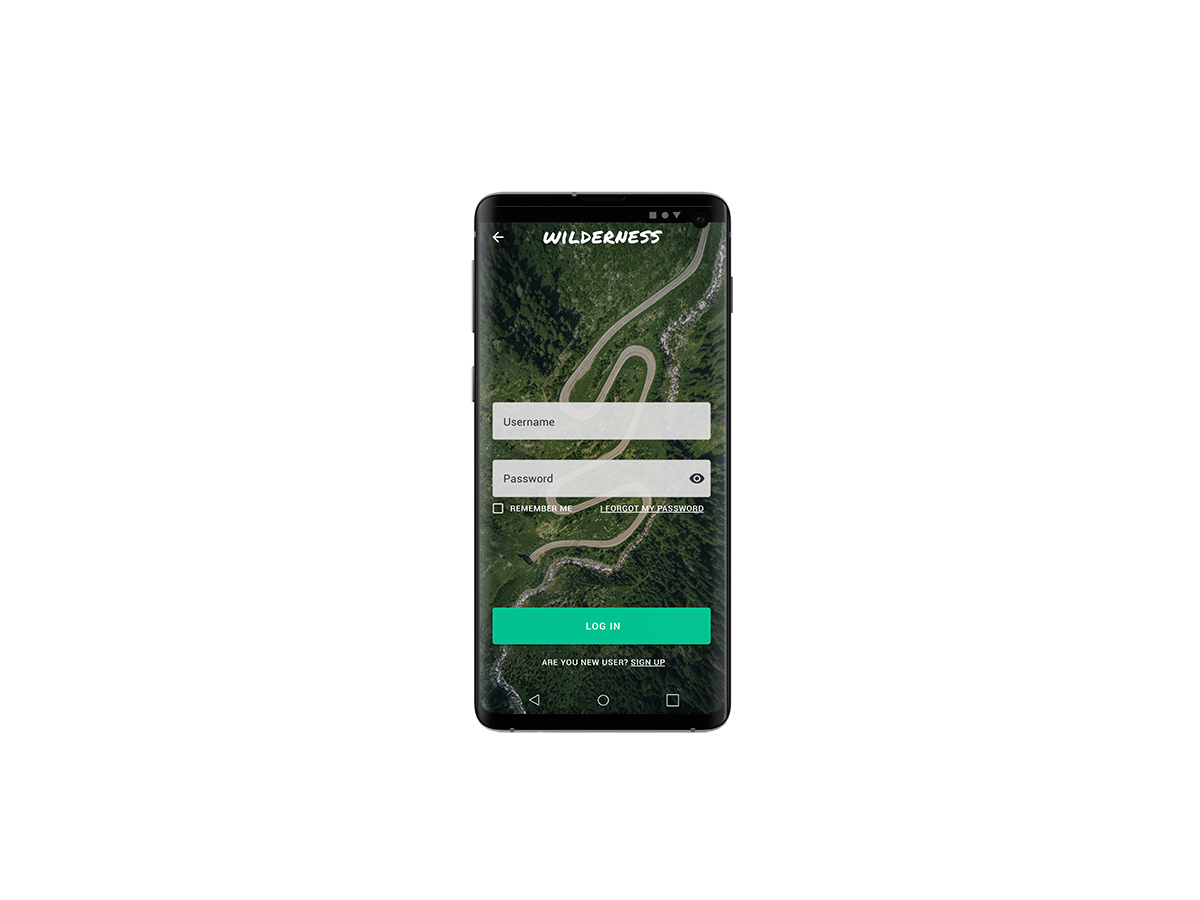 WILDERNESS
Username
Password
REMEMBER ME I FORGOT MY PASSWORD
LOG IN
ARE YOU NEW USER? SIGN UP